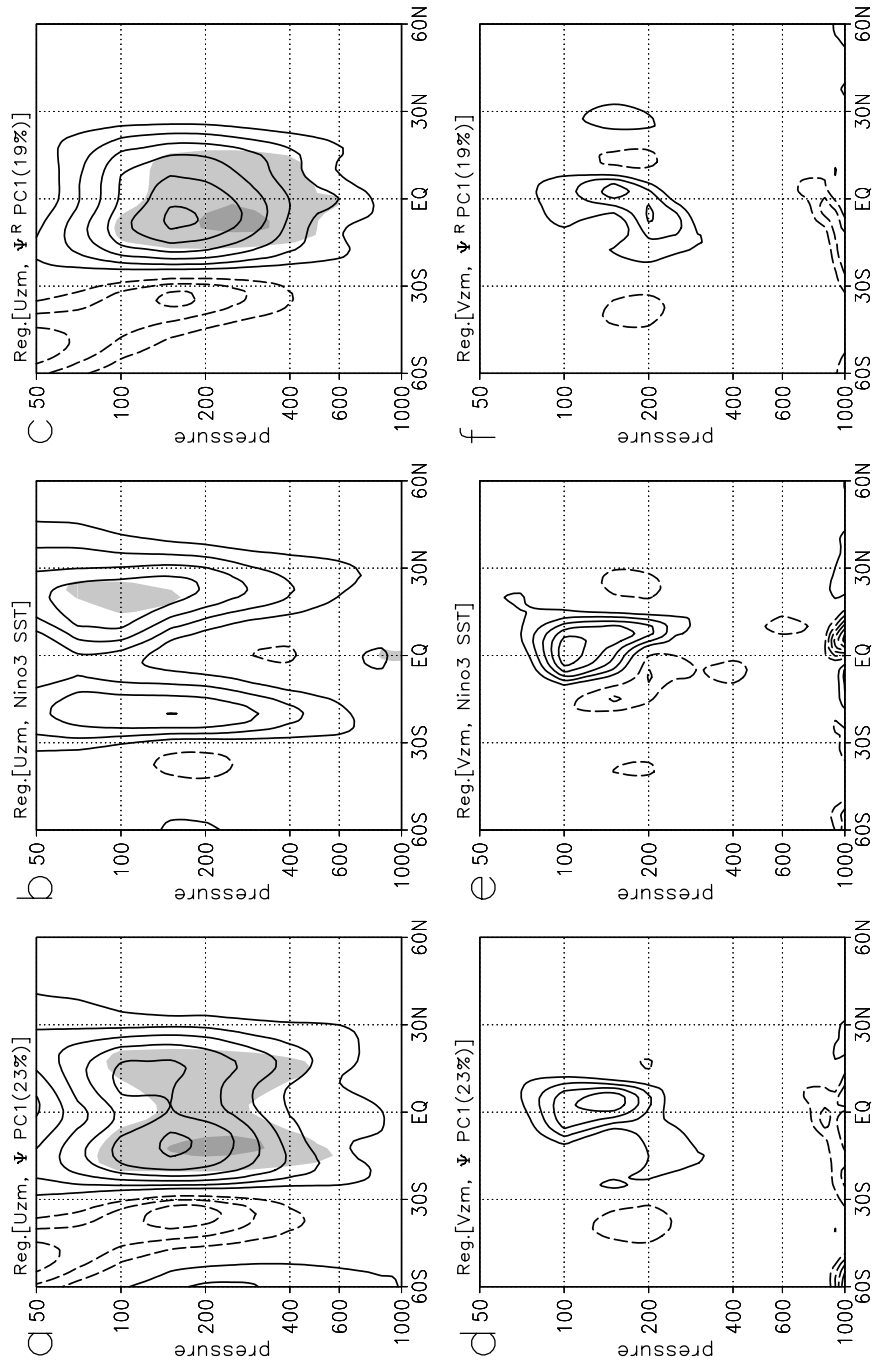 a
Reg.[Uzm, Ψ PC1(23%)]
50
100
200
400
600
1000
pressure
60S 30S EQ 30N 60N
b
Reg.[Uzm, Nino3 SST]
50
100
200
400
600
1000
pressure
60S 30S EQ 30N 60N
c
Reg.[Uzm, Ψ R PC1(19%)]
50
100
200
400
600
1000
pressure
60S 30S EQ 30N 60N
d
Reg.[Vzm, Ψ PC1(23%)]
50
100
200
400
600
1000
pressure
60S 30S EQ 30N 60N
e
Reg.[Vzm, Nino3 SST]
50
100
200
400
600
1000
pressure
60S 30S EQ 30N 60N
f
Reg.[Vzm, Ψ R PC1(19%)]
50
100
200
400
600
1000
pressure
60S 30S EQ 30N 60N